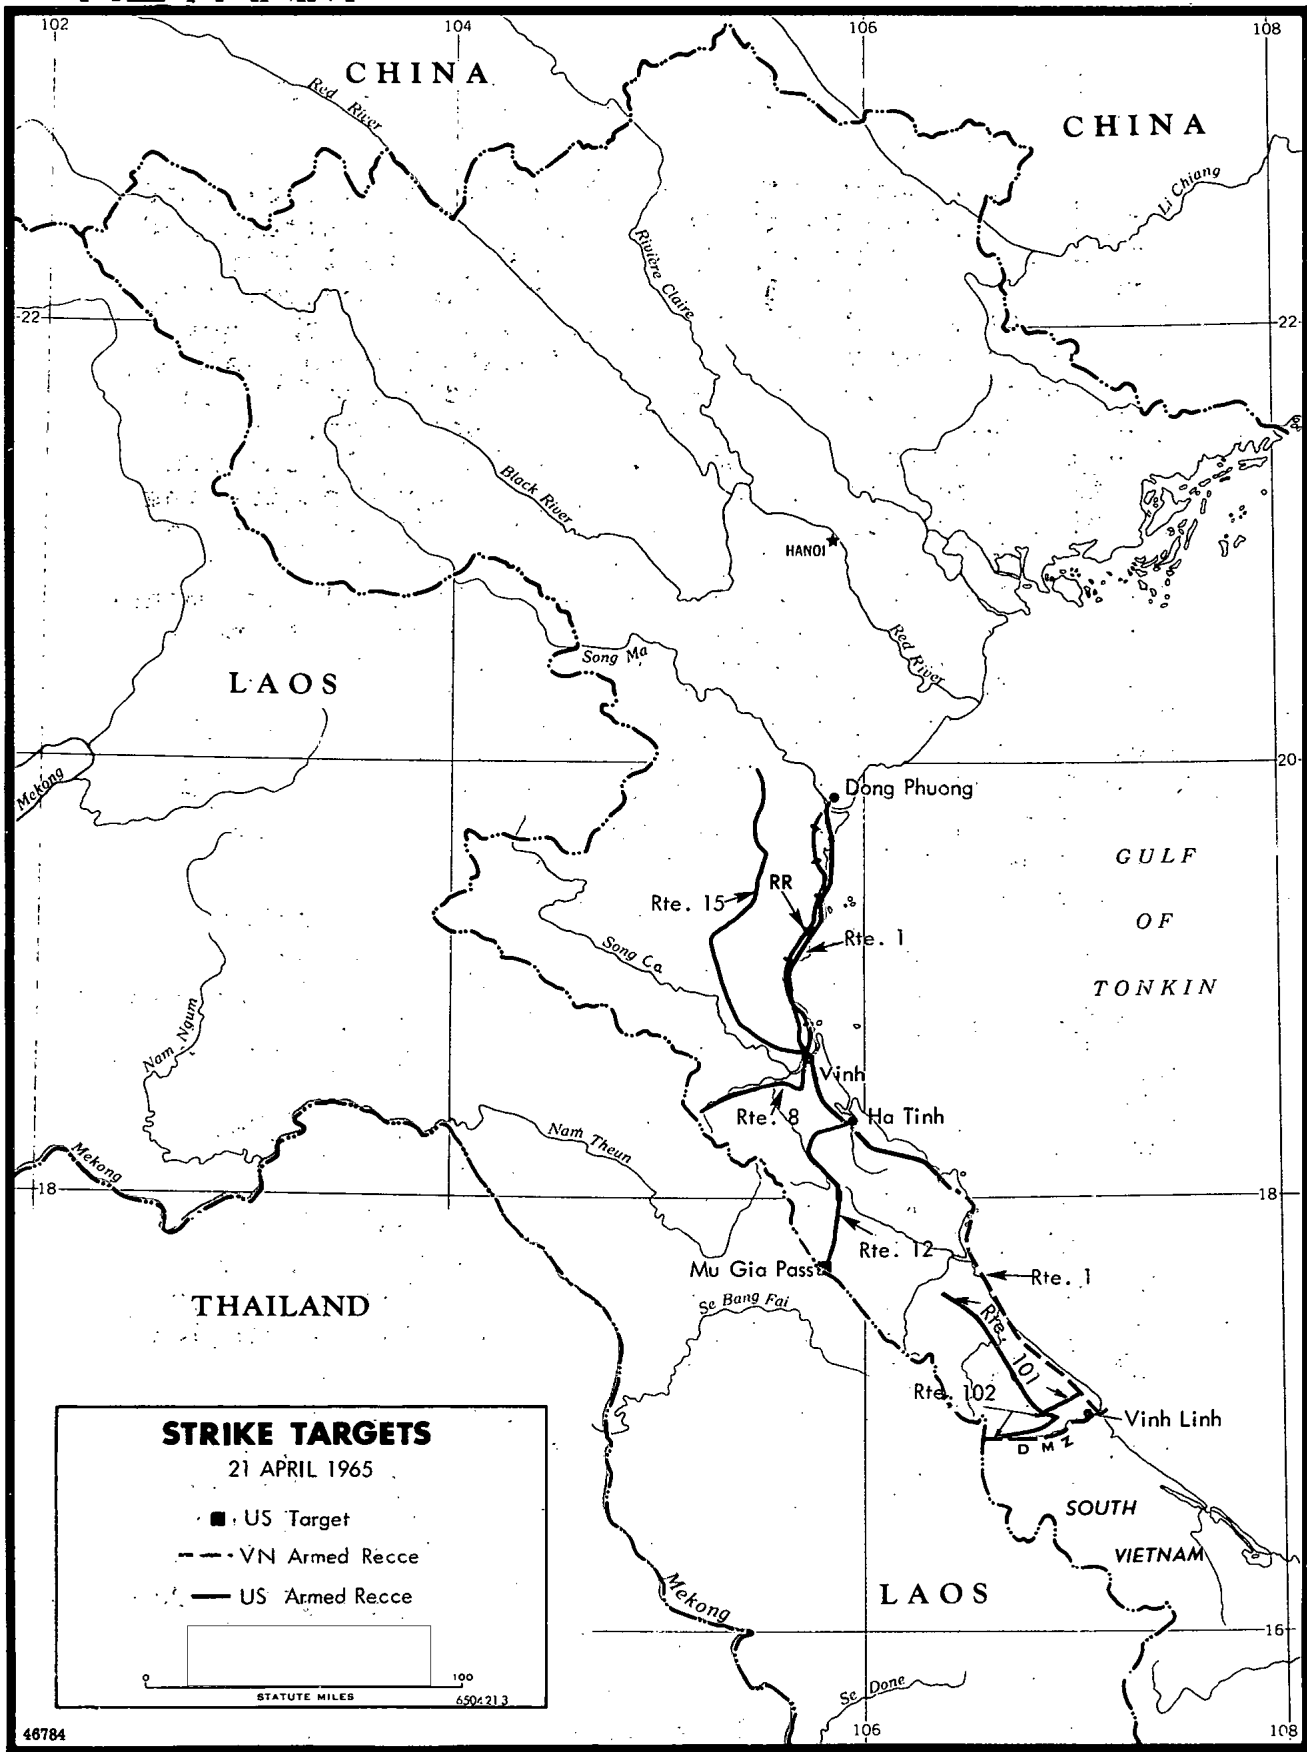 102
104
106
108
CHINA
CHINA
Red River
Li Chiang
Rivière Claire
22
22
Black River
HANOI
Red River
Song Ma
LAOS
Mekong
20
Dong Phuong
GULF
OF
TONKIN
RR
Rte. 15
Rte. 1
Song Ca
Nam Ngum
Vinh
Rte. 8
Ha Tinh
Nam Theun
Mekong
18
18
Rte. 12
Mu Gia Pass
Rte. 1
Se Bang Fai
THAILAND
Rte. 101
Rte. 102
Vinh Linh
DMZ
SOUTH
VIETNAM
LAOS
Mekong
16
Se Done
106
108
STRIKE TARGETS
21 APRIL 1965
US Target
VN Armed Recce
US Armed Recce
0 100
STATUTE MILES
650421 3
46784